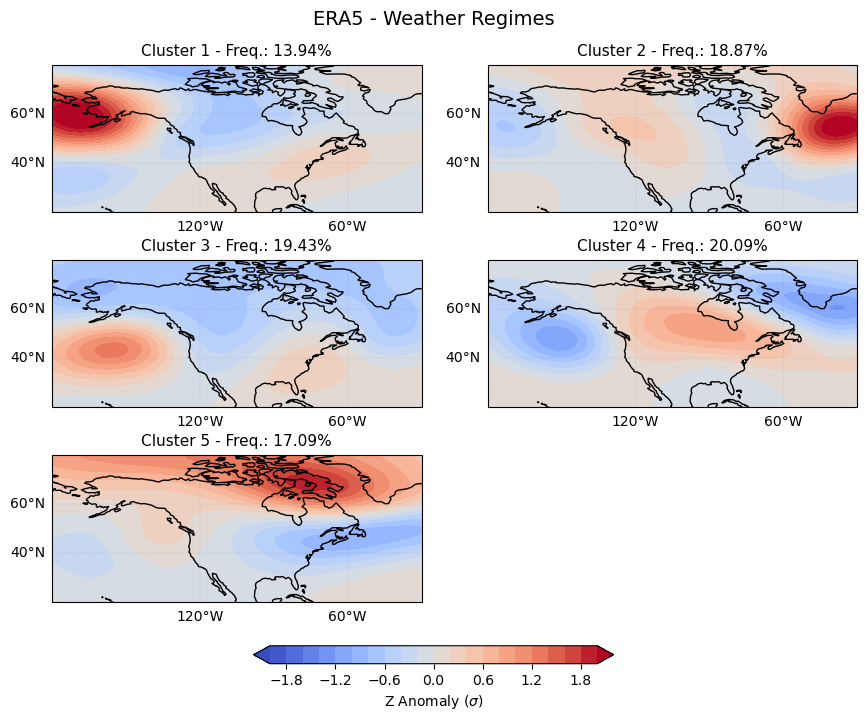 ERA5 - Weather Regimes
Cluster 1 - Freq.: 13.94%
Cluster 2 - Freq.: 18.87%
60°N
60°N
40°N
40°N
120°W 60°W
120°W 60°W
Cluster 3 - Freq.: 19.43%
Cluster 4 - Freq.: 20.09%
60°N
60°N
40°N
40°N
120°W 60°W
120°W 60°W
Cluster 5 - Freq.: 17.09%
60°N
40°N
120°W 60°W
−1.8 −1.2 −0.6 0.0 0.6 1.2 1.8
Z Anomaly (σ)